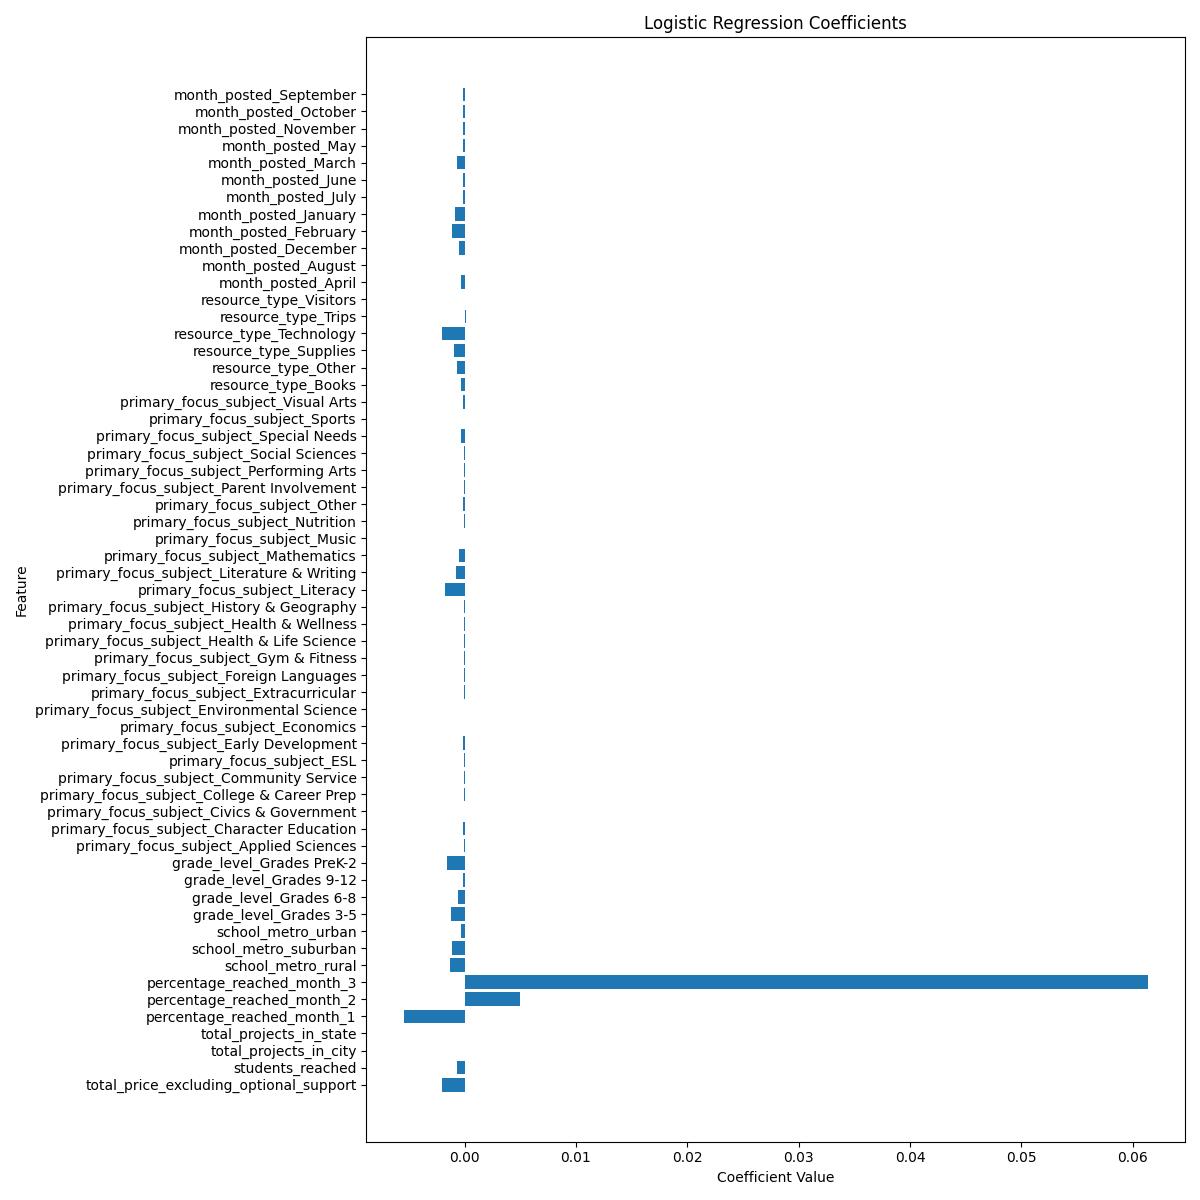 Logistic Regression Coefficients
month_posted_September
month_posted_October
month_posted_November
month_posted_May
month_posted_March
month_posted_June
month_posted_July
month_posted_January
month_posted_February
month_posted_December
month_posted_August
month_posted_April
resource_type_Visitors
resource_type_Trips
resource_type_Technology
resource_type_Supplies
resource_type_Other
resource_type_Books
primary_focus_subject_Visual Arts
primary_focus_subject_Sports
primary_focus_subject_Special Needs
primary_focus_subject_Social Sciences
primary_focus_subject_Performing Arts
primary_focus_subject_Parent Involvement
primary_focus_subject_Other
primary_focus_subject_Nutrition
primary_focus_subject_Music
primary_focus_subject_Mathematics
primary_focus_subject_Literature & Writing
primary_focus_subject_Literacy
primary_focus_subject_History & Geography
primary_focus_subject_Health & Wellness
primary_focus_subject_Health & Life Science
primary_focus_subject_Gym & Fitness
primary_focus_subject_Foreign Languages
primary_focus_subject_Extracurricular
primary_focus_subject_Environmental Science
primary_focus_subject_Economics
primary_focus_subject_Early Development
primary_focus_subject_ESL
primary_focus_subject_Community Service
primary_focus_subject_College & Career Prep
primary_focus_subject_Civics & Government
primary_focus_subject_Character Education
primary_focus_subject_Applied Sciences
grade_level_Grades PreK-2
grade_level_Grades 9-12
grade_level_Grades 6-8
grade_level_Grades 3-5
school_metro_urban
school_metro_suburban
school_metro_rural
percentage_reached_month_3
percentage_reached_month_2
percentage_reached_month_1
total_projects_in_state
total_projects_in_city
students_reached
total_price_excluding_optional_support
Feature
0.00 0.01 0.02 0.03 0.04 0.05 0.06
Coefficient Value